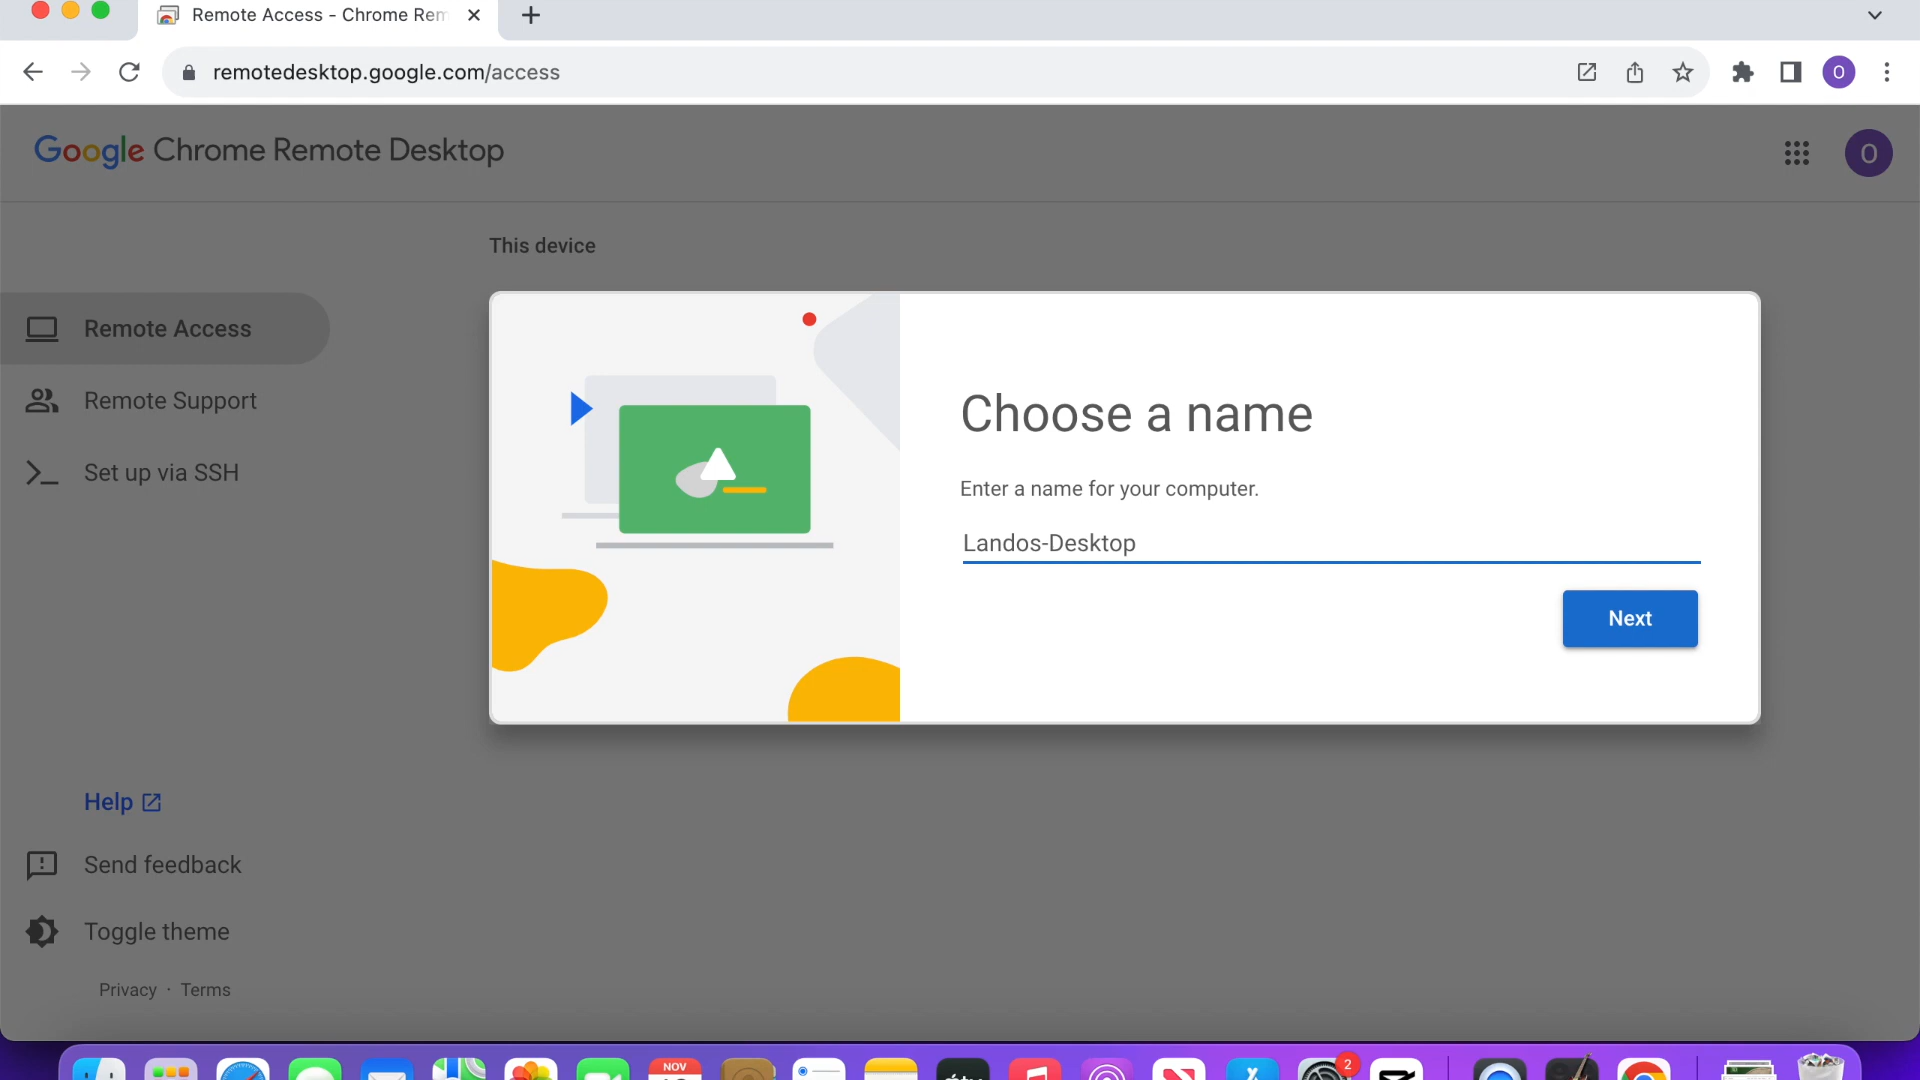 Remote Access - Chrome Rem
remotedesktop.google.com/access
O
Google Chrome Remote Desktop
O
This device
Remote Access
Remote Support
Set up via SSH
Choose a name
Enter a name for your computer.
Landos-Desktop
Next
Help
Send feedback
Toggle theme
Privacy · Terms
NOV
2